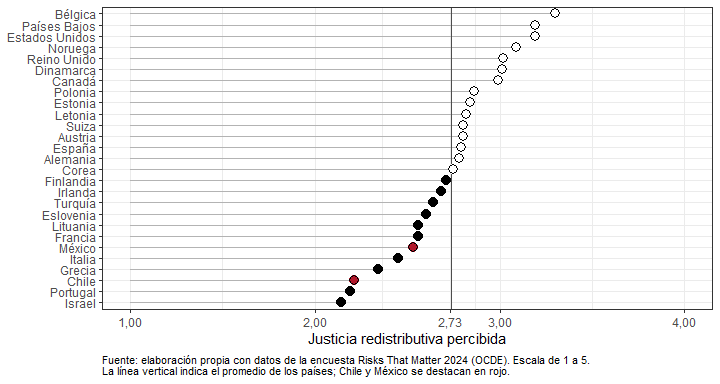 Bélgica
Países Bajos
Estados Unidos
Noruega
Reino Unido
Dinamarca
Canadá
Polonia
Estonia
Letonia
Suiza
Austria
España
Alemania
Corea
Finlandia
Irlanda
Turquía
Eslovenia
Lituania
Francia
México
Italia
Grecia
Chile
Portugal
Israel
1,00 2,00 2,73 3,00 4,00
Justicia redistributiva percibida
Fuente: elaboración propia con datos de la encuesta Risks That Matter 2024 (OCDE). Escala de 1 a 5.
La línea vertical indica el promedio de los países; Chile y México se destacan en rojo.